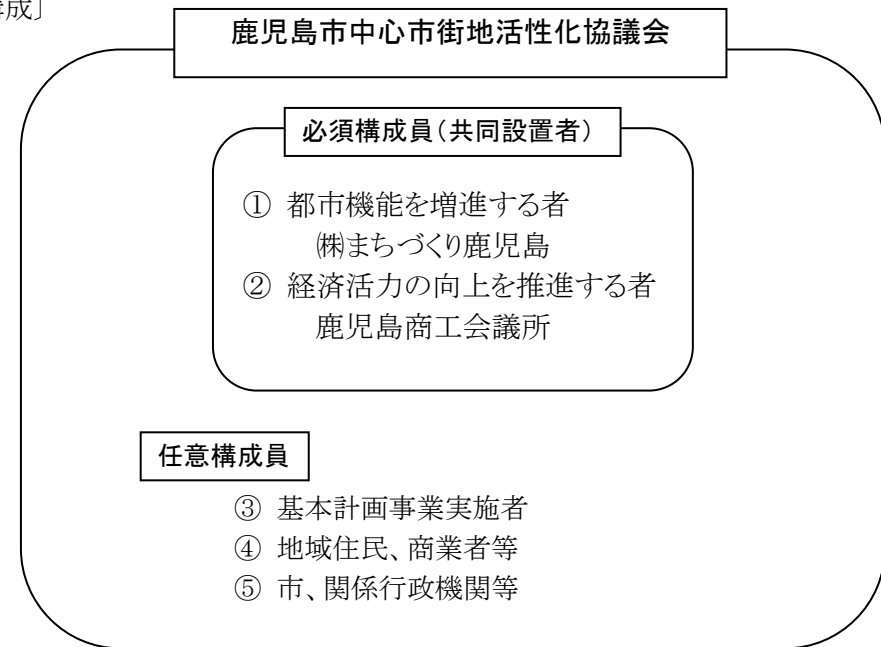 構成〕
鹿児島市中心市街地活性化協議会
必須構成員（共同設置者）
① 都市機能を増進する者
㈱まちづくり鹿児島
② 経済活力の向上を推進する者
鹿児島商工会議所
任意構成員
③ 基本計画事業実施者
④ 地域住民、商業者等
⑤ 市、関係行政機関等